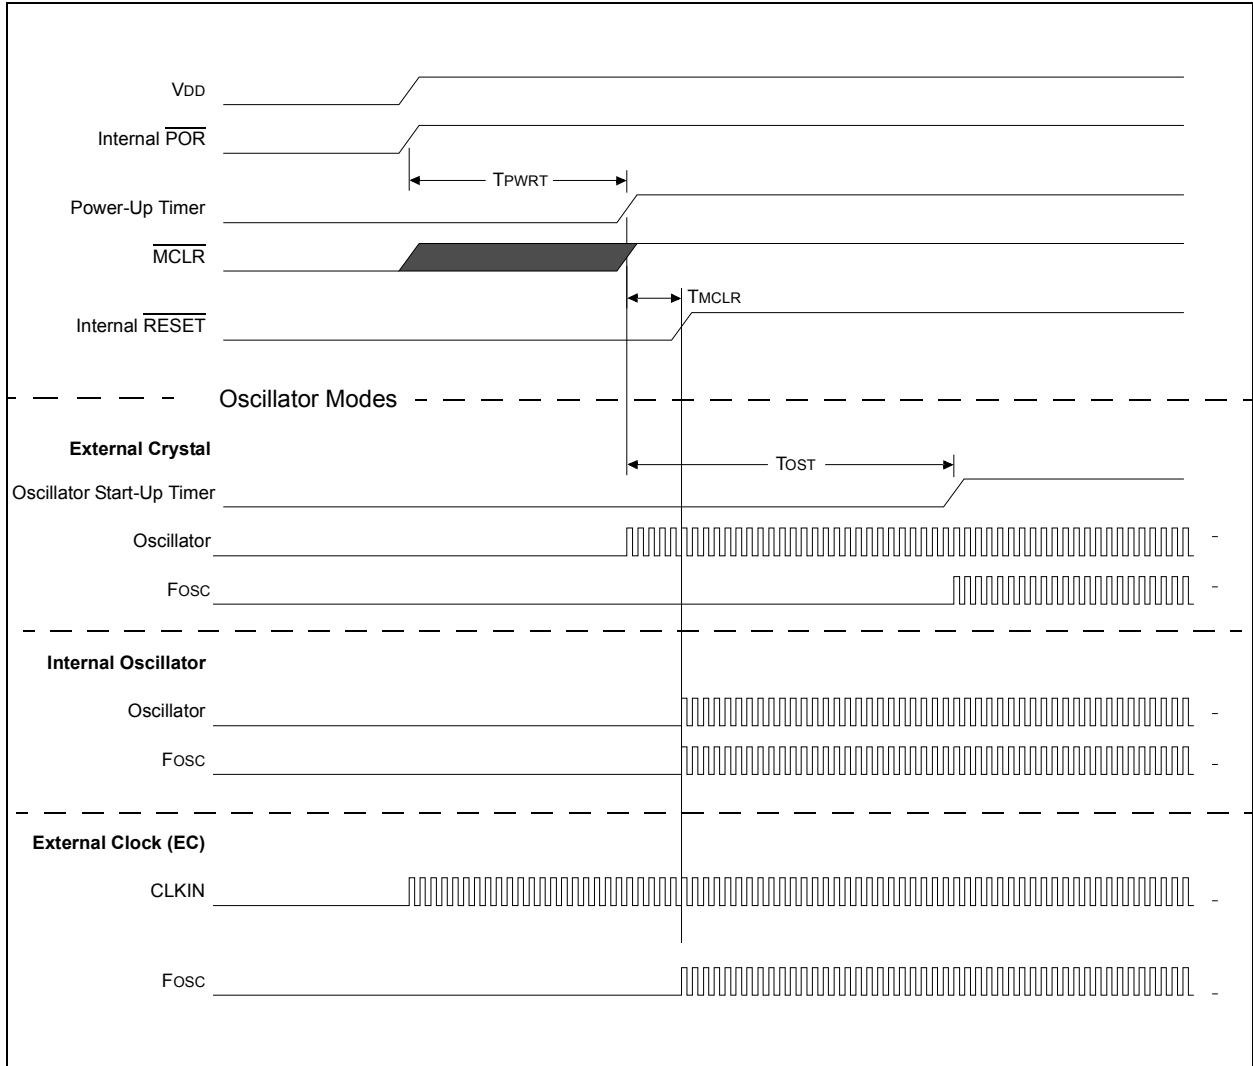 VDD
Internal POR
TPWRT
Power-Up Timer
MCLR
TMCLR
Internal RESET
Oscillator Modes
External Crystal
TOST
Oscillator Start-Up Timer
Oscillator
FOSC
Internal Oscillator
Oscillator
FOSC
External Clock (EC)
CLKIN
FOSC